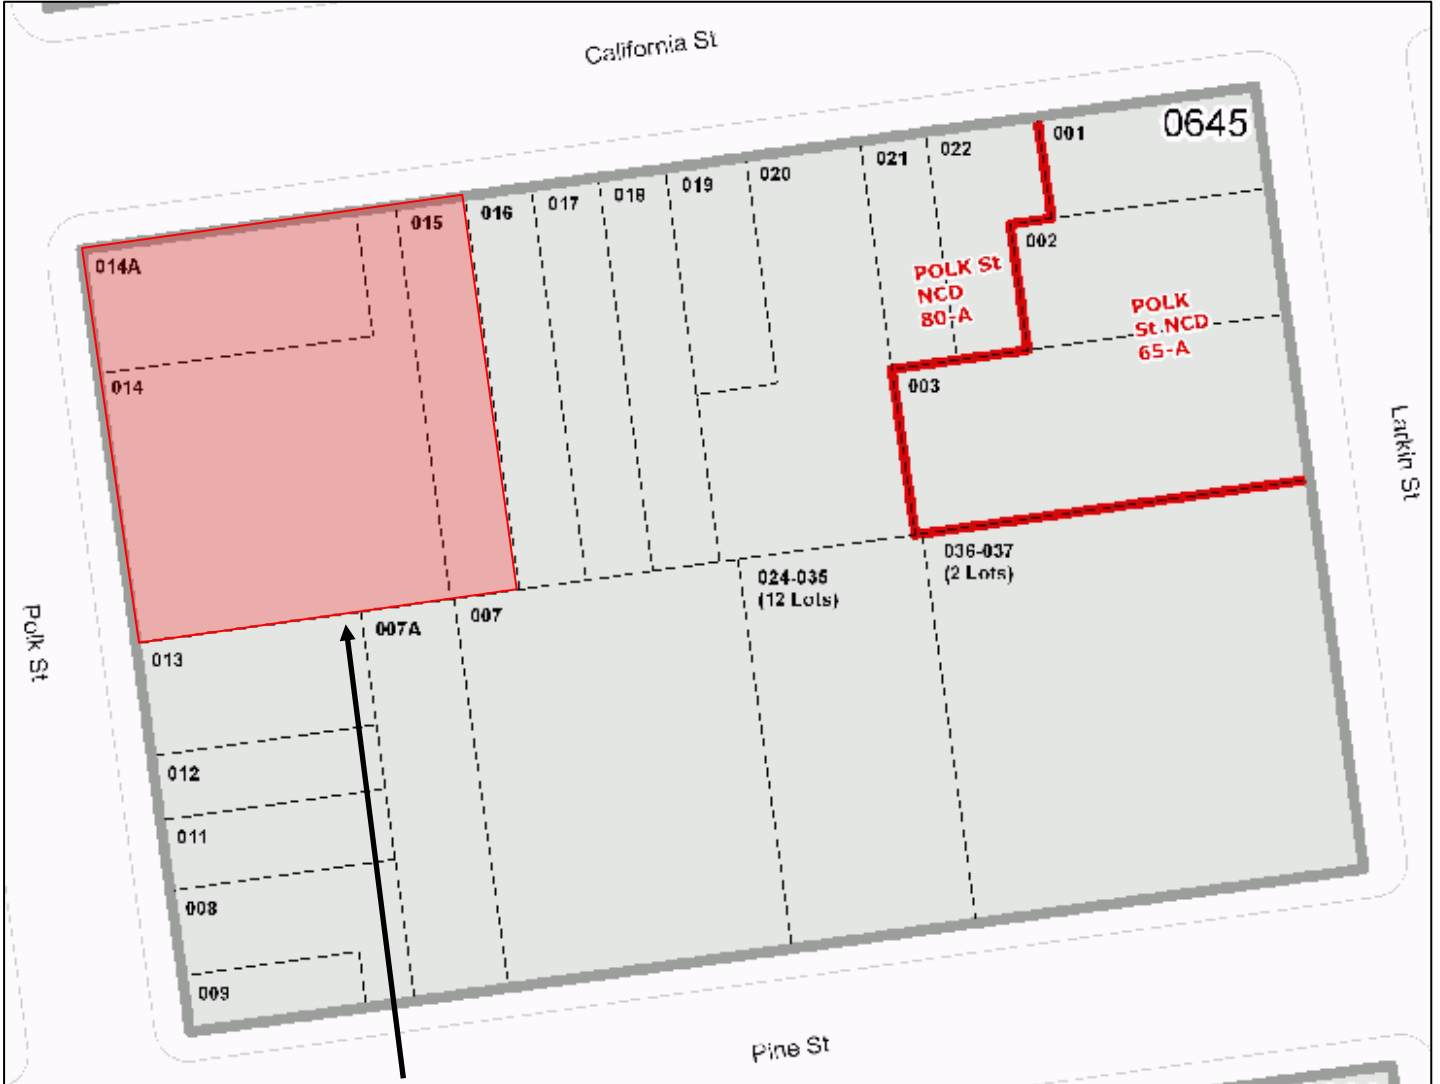 California St
0645
001
022
021
020
019
018
017
016
015
014A
002
POLK St
NCD
80-A
POLK
St.NCD
65-A
014
003
Larkin St
036-037
(2 Lots)
024-035
(12 Lots)
007
007A
Polk St
013
012
011
008
009
Pine St